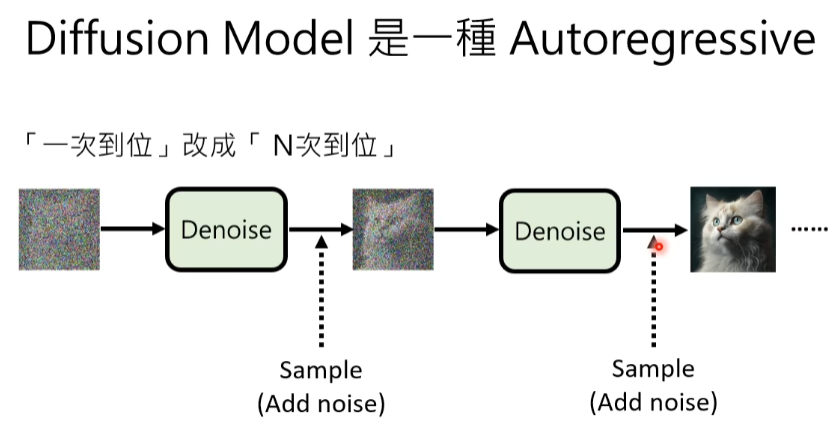 Diffusion Model 是一種 Autoregressive
「一次到位」改成「 N次到位」
Denoise
Denoise
......
Sample
(Add noise)
Sample
(Add noise)